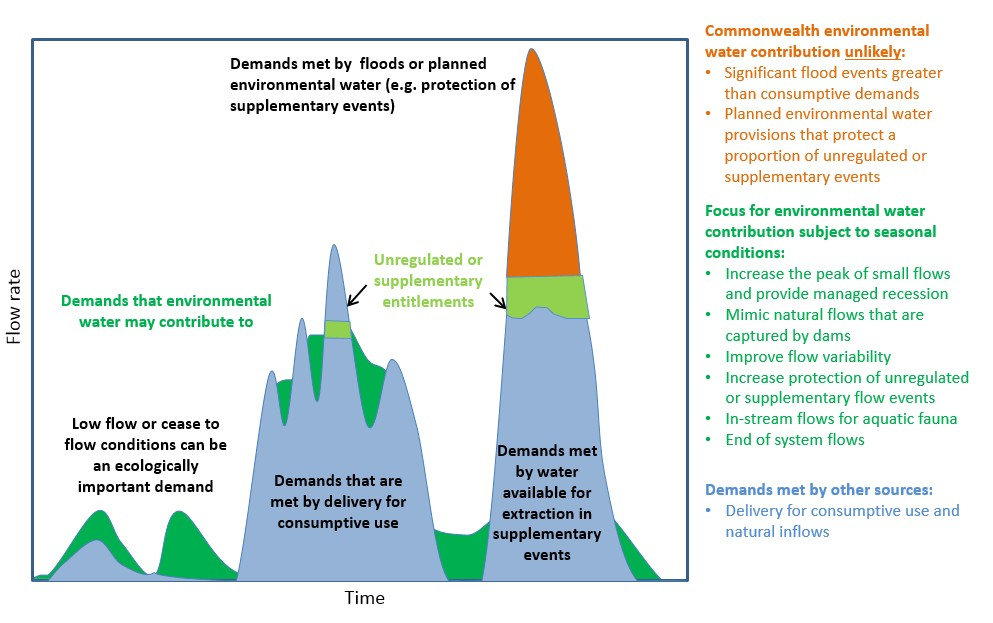 Demands met by  floods or planned
environmental water (e.g. protection of
supplementary events)
Unregulated or
supplementary
entitlements
Demands that environmental
water may contribute to
Low flow or cease to
flow conditions can be
an ecologically
important demand
Demands that are
met by delivery for
consumptive use
Demands met
by water
available for
extraction in
supplementary
events
Flow rate
Time
Commonwealth environmental
water contribution unlikely:
• Significant flood events greater
than consumptive demands
• Planned environmental water
provisions that protect a
proportion of unregulated or
supplementary events
Focus for environmental water
contribution subject to seasonal
conditions:
• Increase the peak of small flows
and provide managed recession
• Mimic natural flows that are
captured by dams
• Improve flow variability
• Increase protection of unregulated
or supplementary flow events
• In-stream flows for aquatic fauna
• End of system flows
Demands met by other sources:
• Delivery for consumptive use and
natural inflows